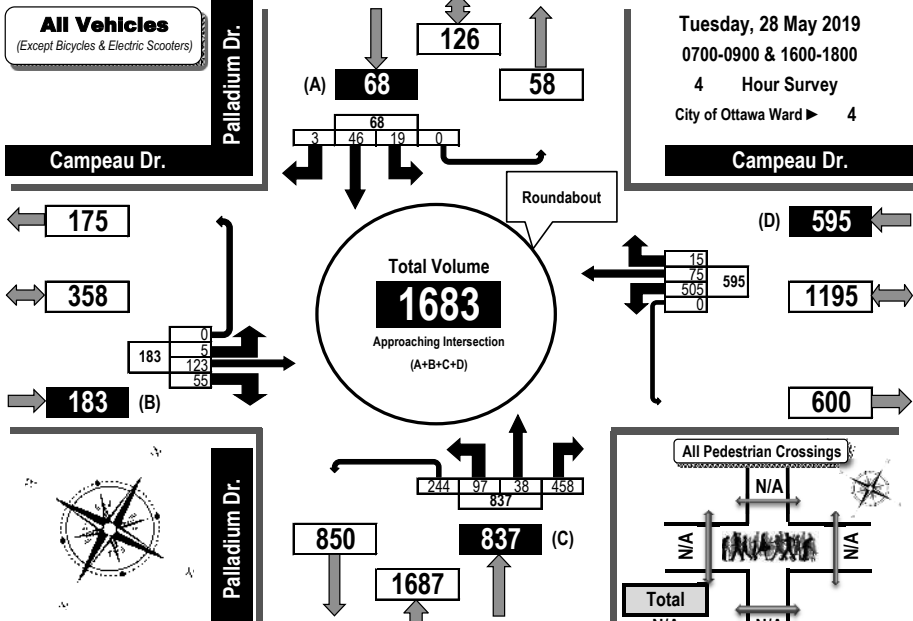 All Vehicles
(Except Bicycles & Electric Scooters)
Palladium Dr.
Campeau Dr.
126
(A) 68
58
68
3 46 19 0
Tuesday, 28 May 2019
0700-0900 & 1600-1800
4 Hour Survey
City of Ottawa Ward ► 4
Campeau Dr.
Roundabout
175
358
183
0
5
123
55
183 (B)
Total Volume
1683
Approaching Intersection
(A+B+C+D)
(D) 595
15
75
505
0
595
1195
600
Palladium Dr.
244 97 38 458
837
850
837 (C)
1687
All Pedestrian Crossings
N/A
N/A
N/A
Total
N/A
N/A